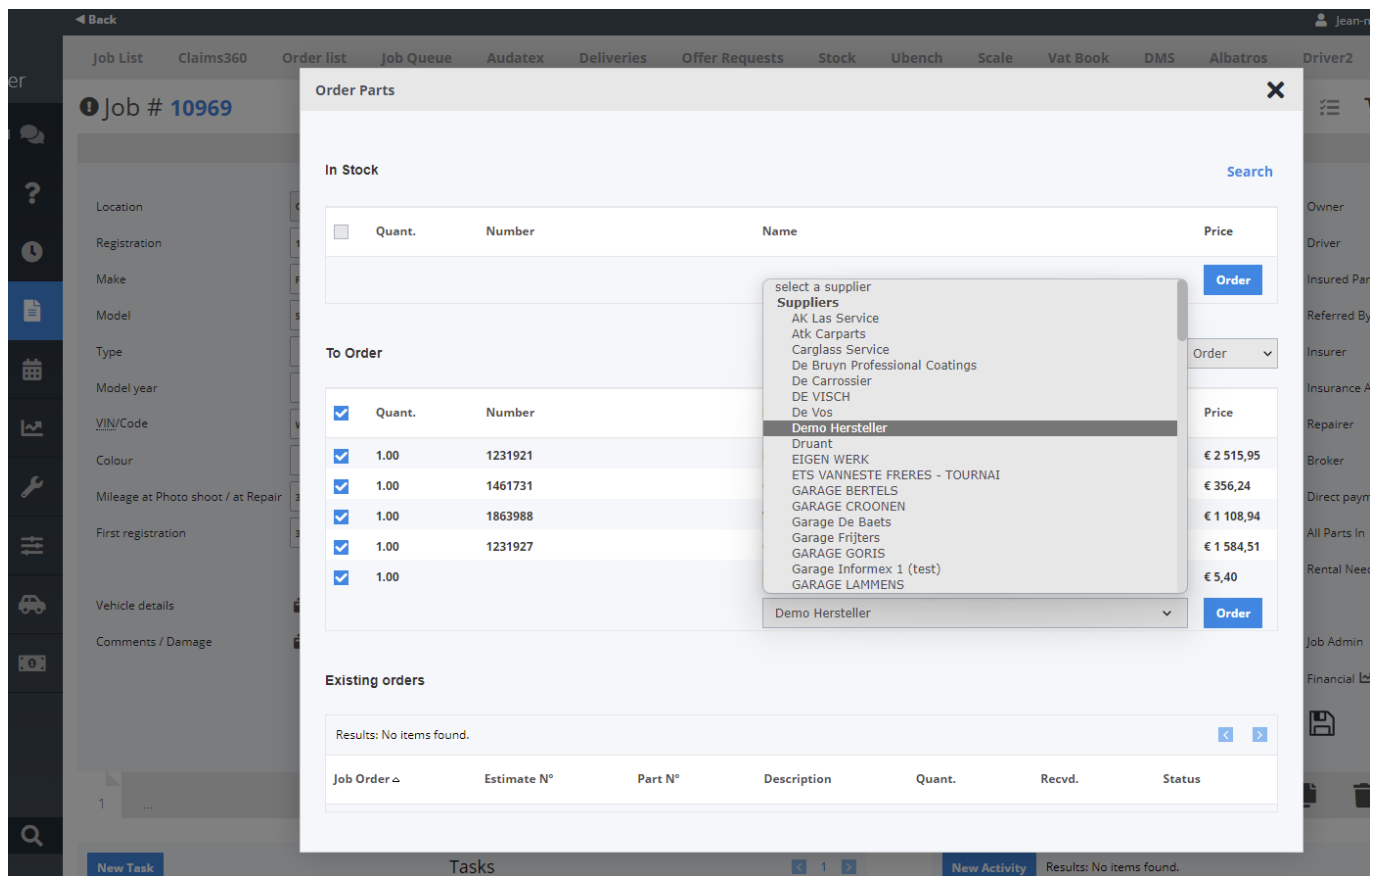 Back
Jean-n
Job List Claims360 Order list Job Queue Audatex Deliveries Offer Requests Stock Ubench Scale Vat Book DMS Albatros Driver2
er
Order Parts
Job # 10969
In Stock
Search
Location
Owner
Quant. Number Name Price
Registration
Driver
Make
Insured Par
Order
select a supplier
Suppliers
AK Las Service
Atk Carparts
Carglass Service
De Bruyn Professional Coatings
De Carrossier
DE VISCH
De Vos
Demo Hersteller
Druant
EIGEN WERK
ETS VANNESTE FRERES - TOURNAI
GARAGE BERTELS
GARAGE CROONEN
Garage De Baets
Garage Frijters
GARAGE GORIS
Garage Informex 1 (test)
GARAGE LAMMENS
Model
Referred By
Type
To Order
Order
Insurer
Model year
Insurance A
Quant. Number Price
VIN/Code
Repairer
1.00 1231921 € 2 515,95
Colour
Broker
1.00 1461731 € 356,24
Mileage at Photo shoot / at Repair
Direct paym
1.00 1863988 € 1 108,94
First registration
All Parts In
1.00 1231927 € 1 584,51
Rental Need
1.00 € 5,40
Vehicle details
Demo Hersteller
Order
Comments / Damage
Job Admin
Existing orders
Financial
Results: No items found.
Job Order Estimate N° Part N° Description Quant. Recvd. Status
1 ...
New Task
Tasks
1
New Activity
Results: No items found.